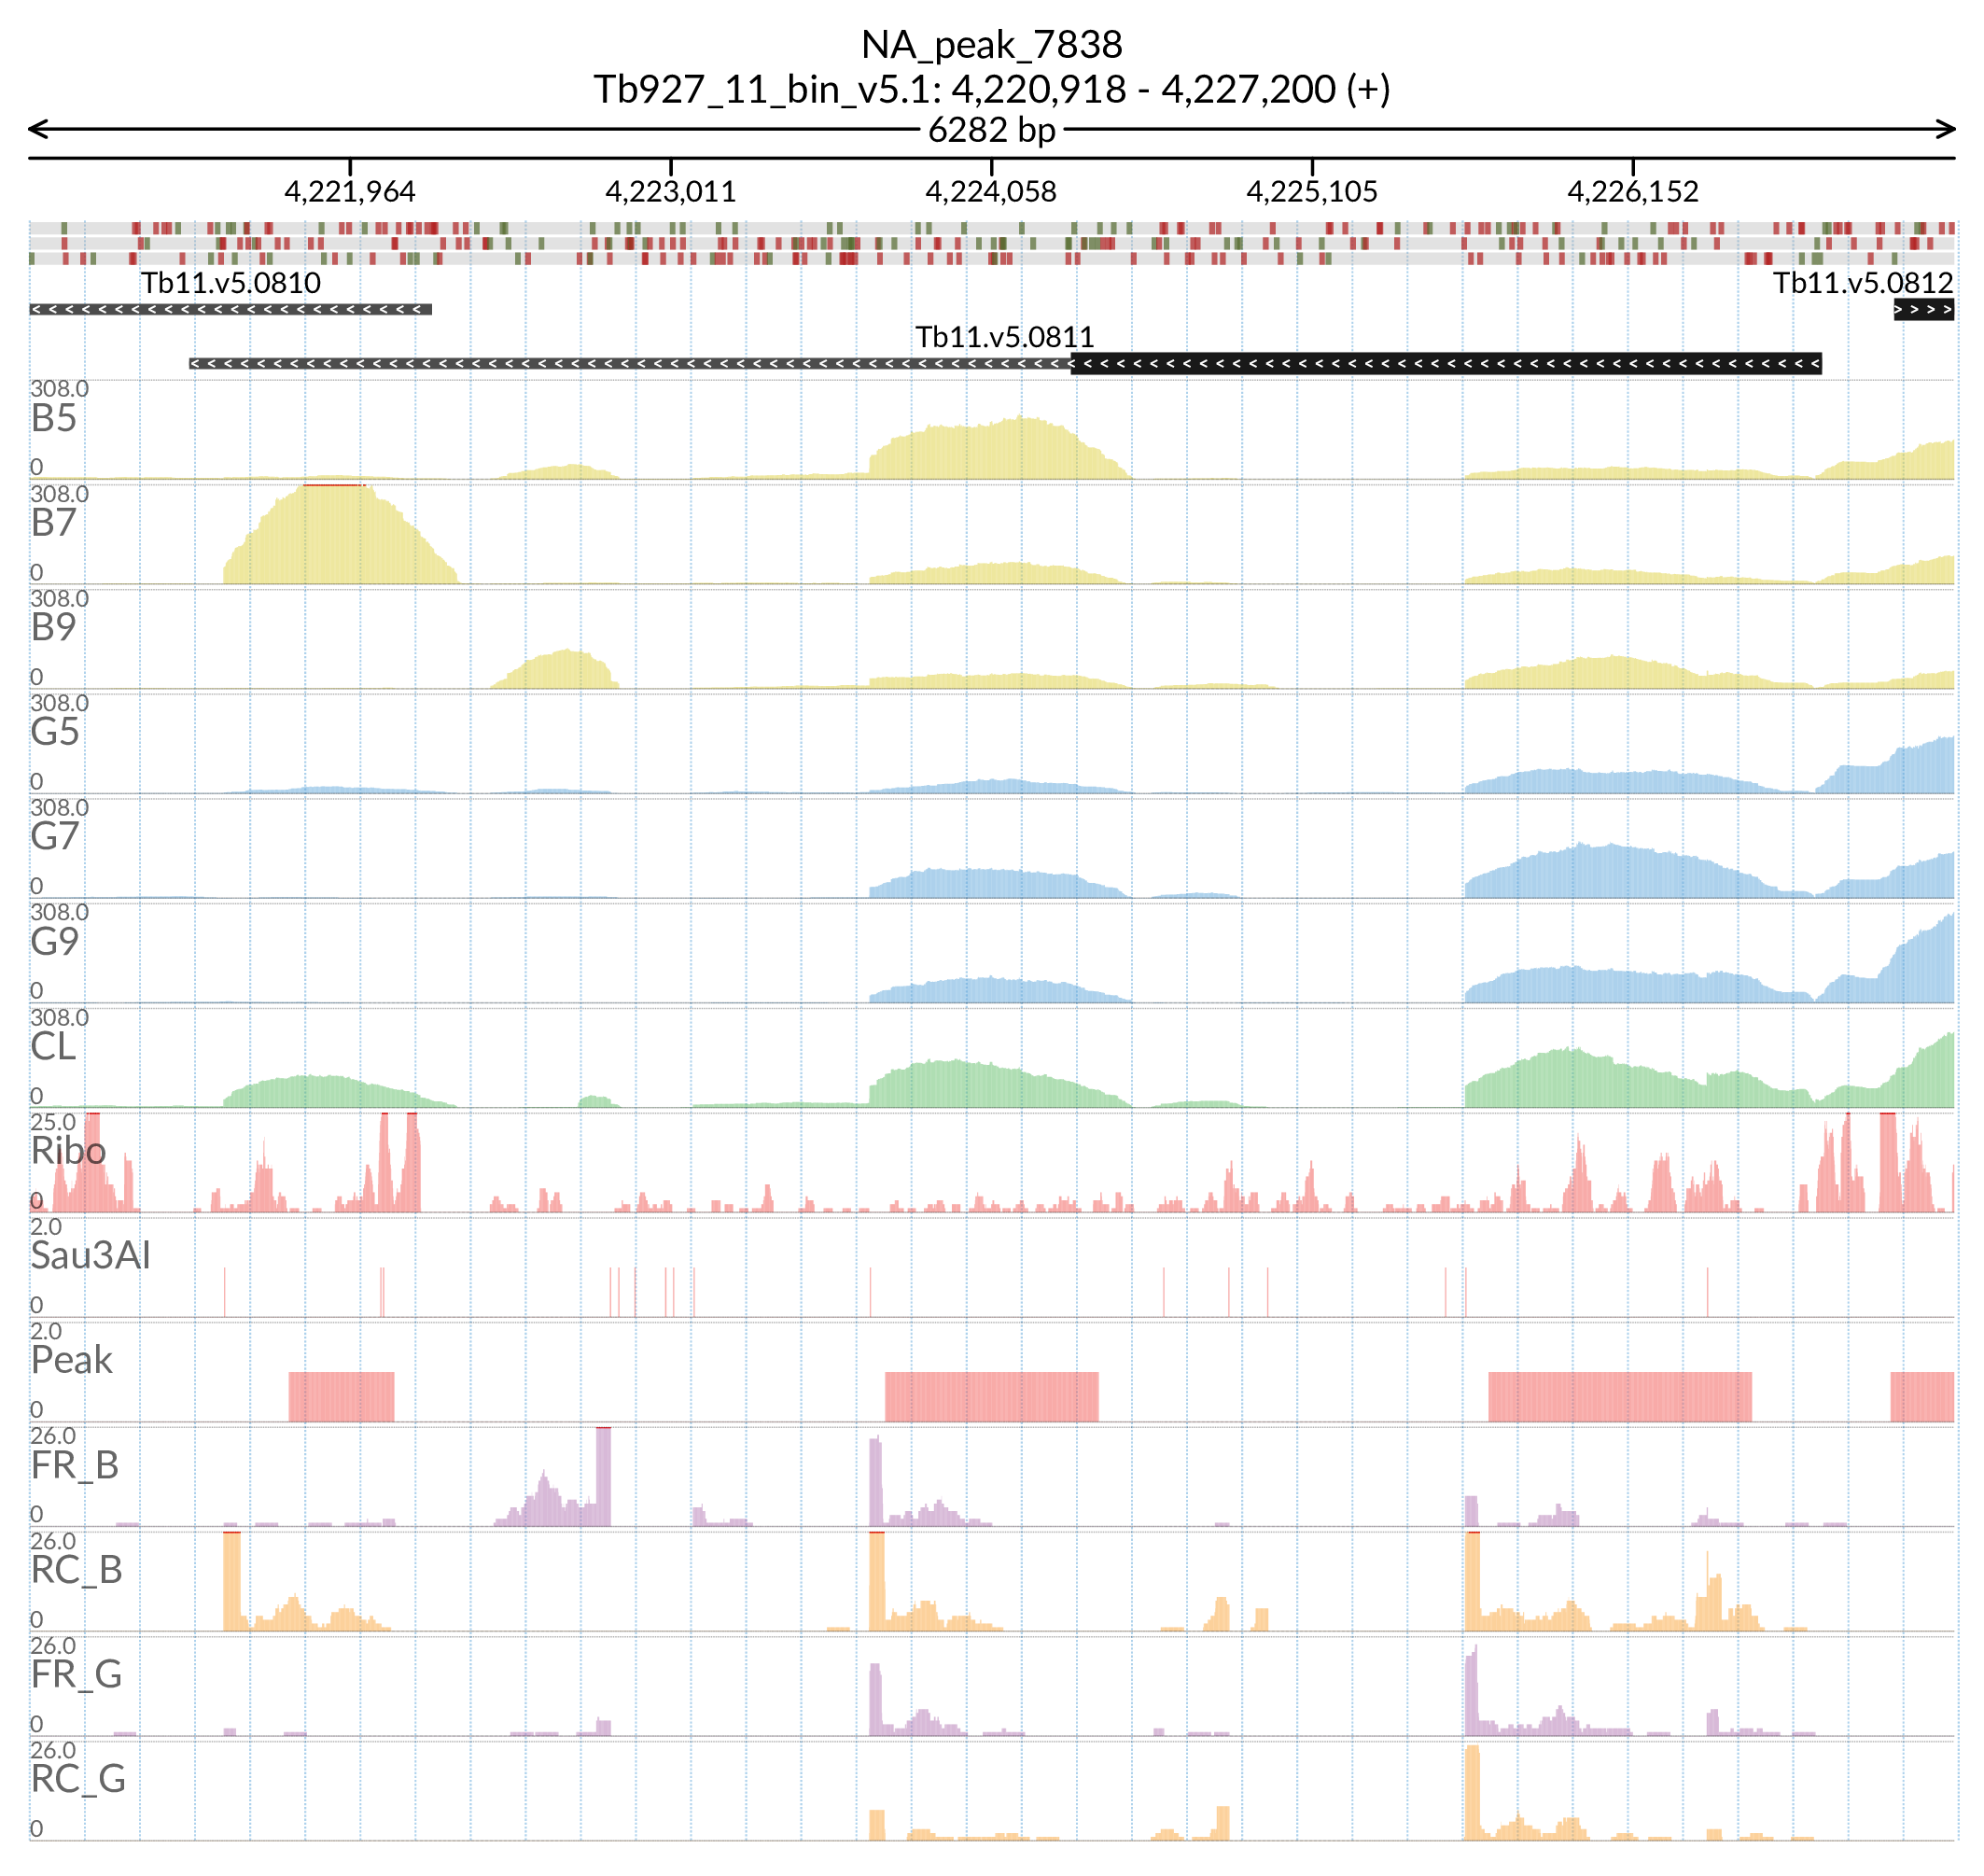 NA_peak_7838
Tb927_11_bin_v5.1: 4,220,918 - 4,227,200 (+)
6282 bp
4,221,964 4,223,011 4,224,058 4,225,105 4,226,152
Tb11.v5.0810 Tb11.v5.0812
Tb11.v5.0811
308.0
B5
0
308.0
B7
0
308.0
B9
0
308.0
G5
0
308.0
G7
0
308.0
G9
0
308.0
CL
0
25.0
Ribo
0
2.0
Sau3AI
0
2.0
Peak
0
26.0
FR_B
0
26.0
RC_B
0
26.0
FR_G
0
26.0
RC_G
0